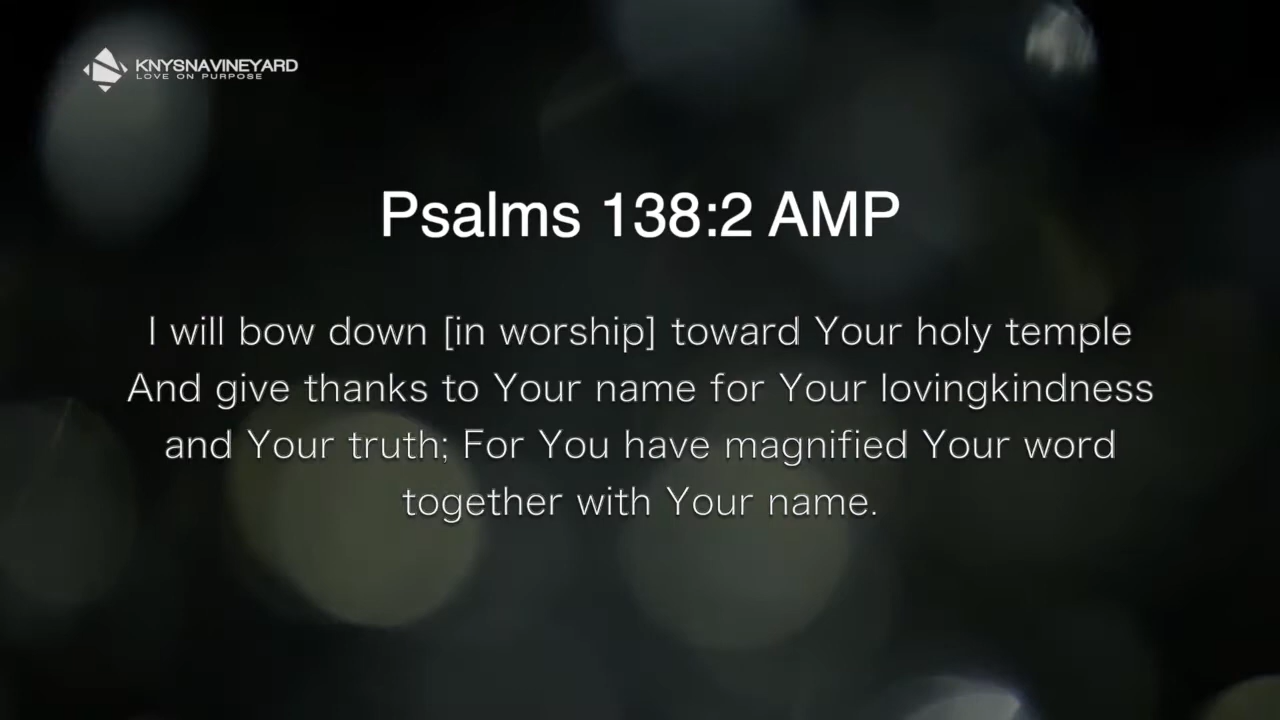 KNYSNAVINEYARD
LOVE ON PURPOSE
Psalms 138:2 AMP
I will bow down [in worship] toward Your holy temple
And give thanks to Your name for Your lovingkindness
and Your truth; For You have magnified Your word
together with Your name.